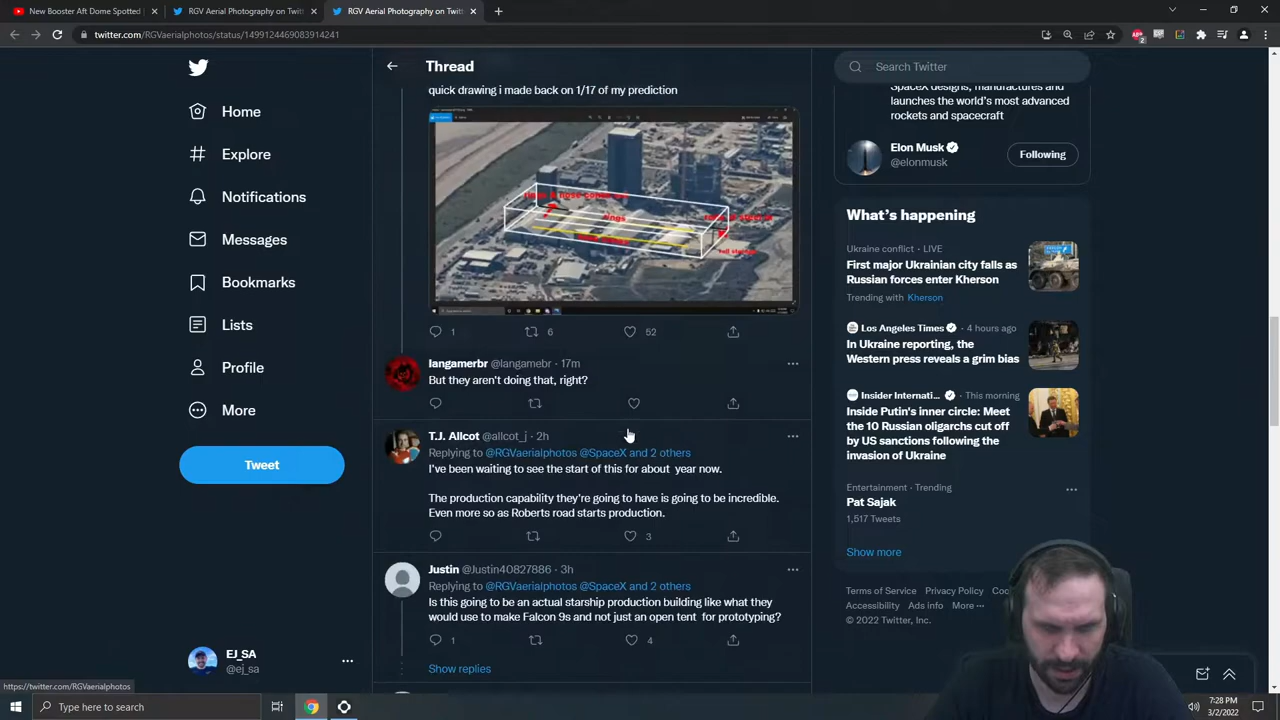 New Booster Aft Dome Spotted
RGV Aerial Photography on Twitt
RGV Aerial Photography on Twitt
twitter.com/RGVaerialphotos/status/1499124469083914241
2
Home
Explore
Notifications
Messages
Bookmarks
Lists
Profile
More
Tweet
EJ_SA
@ej_sa
https://twitter.com/RGVaerialphotos
Thread
quick drawing i made back on 1/17 of my prediction
rings
1
6
52
langamerbr @langamebr · 17m
But they aren't doing that, right?
T.J. Allcot @allcot_j · 2h
Replying to @RGVaerialphotos @SpaceX and 2 others
I've been waiting to see the start of this for about year now.
The production capability they're going to have is going to be incredible.
Even more so as Roberts road starts production.
3
Justin @Justin40827886 · 3h
Replying to @RGVaerialphotos @SpaceX and 2 others
Is this going to be an actual starship production building like what they
would use to make Falcon 9s and not just an open tent for prototyping?
1
4
Show replies
Search Twitter
SpaceX designs, manufactures and
launches the world's most advanced
rockets and spacecraft
Elon Musk
@elonmusk
Following
What's happening
Ukraine conflict · LIVE
First major Ukrainian city falls as
Russian forces enter Kherson
Trending with Kherson
Los Angeles Times · 4 hours ago
In Ukraine reporting, the
Western press reveals a grim bias
Insider Internati... · This morning
Inside Putin's inner circle: Meet
the 10 Russian oligarchs cut off
by US sanctions following the
invasion of Ukraine
Entertainment · Trending
Pat Sajak
1,517 Tweets
Show more
Terms of Service Privacy Policy
Accessibility Ads info More
© 2022 Twitter, Inc.
Type here to search
7:28 PM
3/2/2022